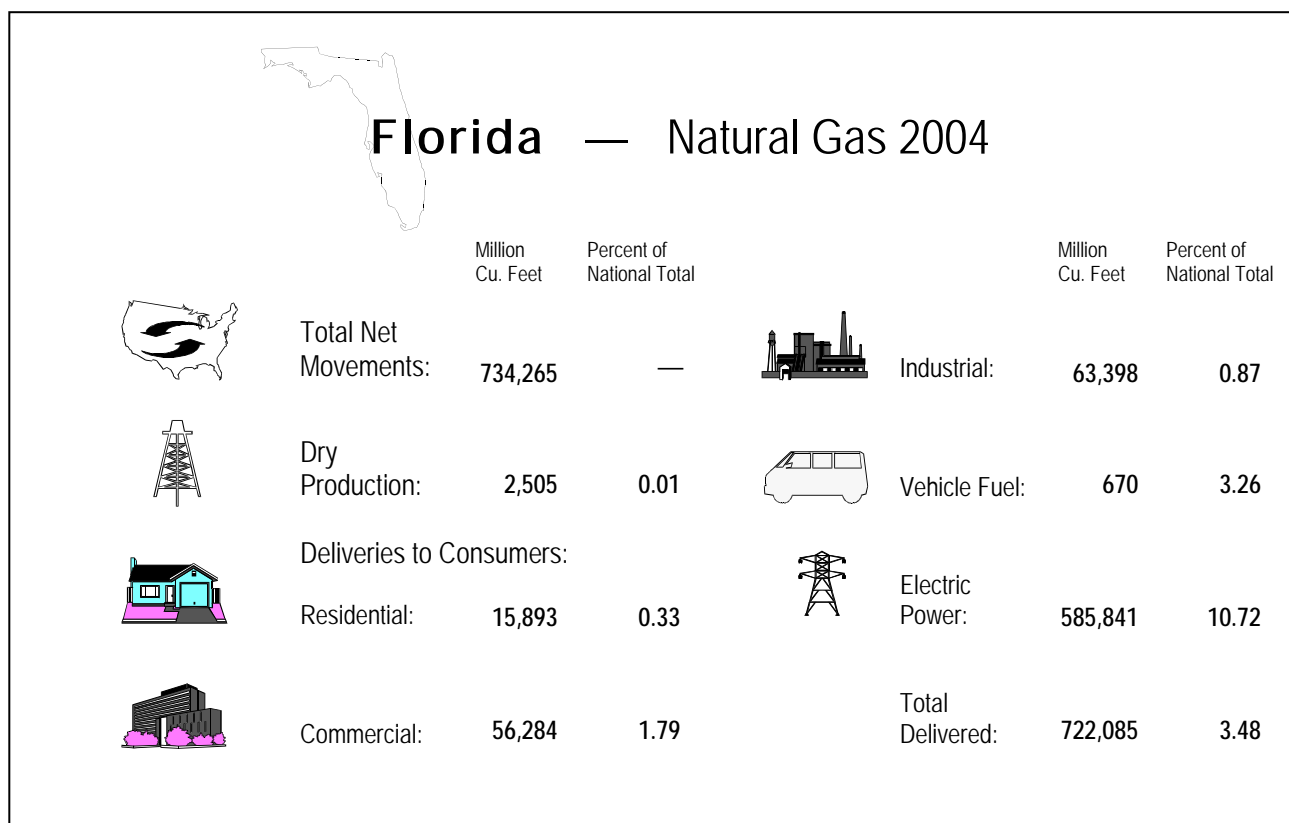 Florida — Natural Gas 2004
Million
Cu. Feet
Percent of
National Total
Total Net
Movements: 734,265 —
Dry
Production: 2,505 0.01
Deliveries to Consumers:
Residential: 15,893 0.33
Commercial: 56,284 1.79
Million
Cu. Feet
Percent of
National Total
Industrial: 63,398 0.87
Vehicle Fuel: 670 3.26
Electric
Power: 585,841 10.72
Total
Delivered: 722,085 3.48